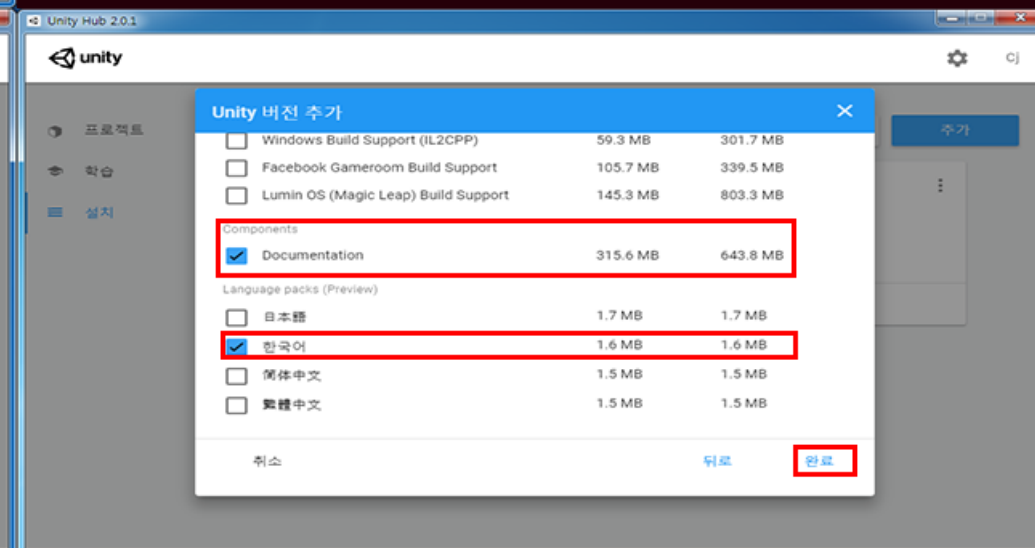 Unity Hub 2.0.1
unity
Cj
Unity 버전 추가
프로젝트
학습
설치
추가
Windows Build Support (IL2CPP) 59.3 MB 301.7 MB
Facebook Gameroom Build Support 105.7 MB 339.5 MB
Lumin OS (Magic Leap) Build Support 145.3 MB 803.3 MB
Components
Documentation 315.6 MB 643.8 MB
Language packs (Preview)
日本語 1.7 MB 1.7 MB
한국어 1.6 MB 1.6 MB
简体中文 1.5 MB 1.5 MB
繁體中文 1.5 MB 1.5 MB
취소 뒤로 완료